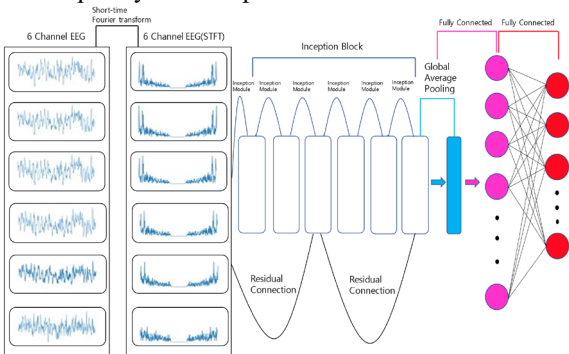 Short-time
Fourier transform
6 Channel EEG
6 Channel EEG(STFT)
Inception Block
Inception
Module
Inception
Module
Inception
Module
Inception
Module
Inception
Module
Inception
Module
Global
Average
Pooling
Fully Connected
Fully Connected
Residual
Connection
Residual
Connection